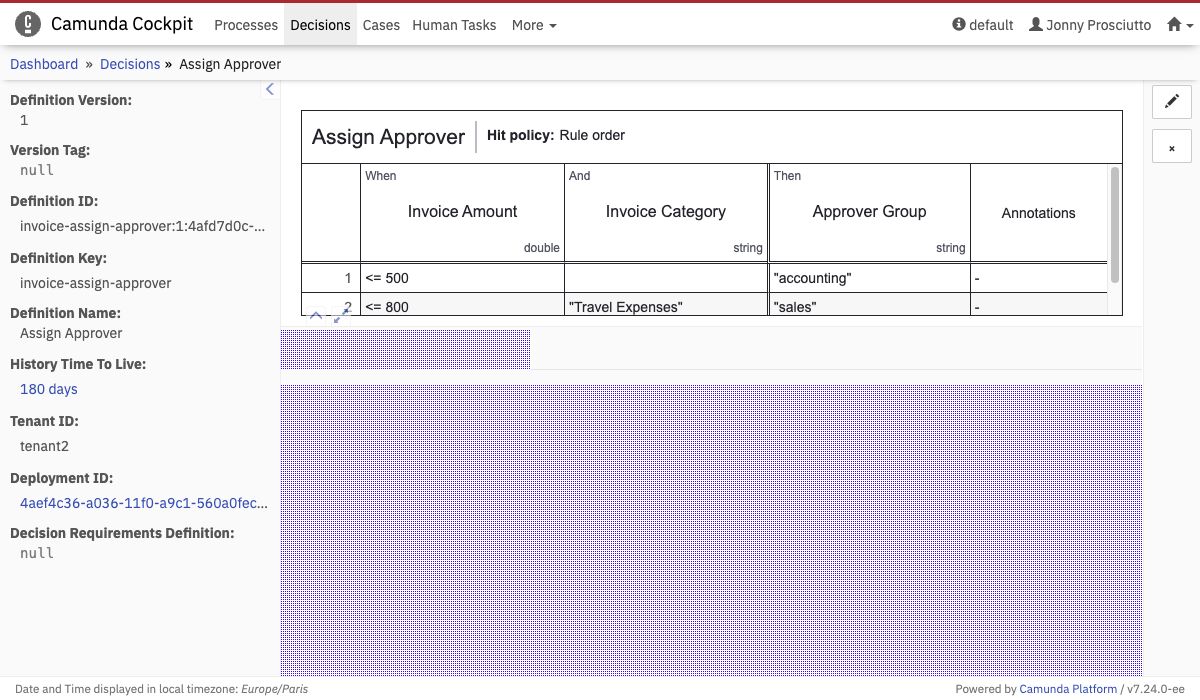 Camunda Cockpit Processes Decisions Cases Human Tasks More default Jonny Prosciutto
Dashboard » Decisions » Assign Approver
Definition Version:
1
Version Tag:
null
Definition ID:
invoice-assign-approver:1:4afd7d0c-...
Definition Key:
invoice-assign-approver
Definition Name:
Assign Approver
History Time To Live:
180 days
Tenant ID:
tenant2
Deployment ID:
4aef4c36-a036-11f0-a9c1-560a0fec...
Decision Requirements Definition:
null
Assign Approver Hit policy: Rule order
When And Then
Invoice Amount Invoice Category Approver Group Annotations
double string string
1 <= 500 "accounting" -
2 <= 800 "Travel Expenses" "sales" -
Date and Time displayed in local timezone: Europe/Paris
Powered by Camunda Platform / v7.24.0-ee